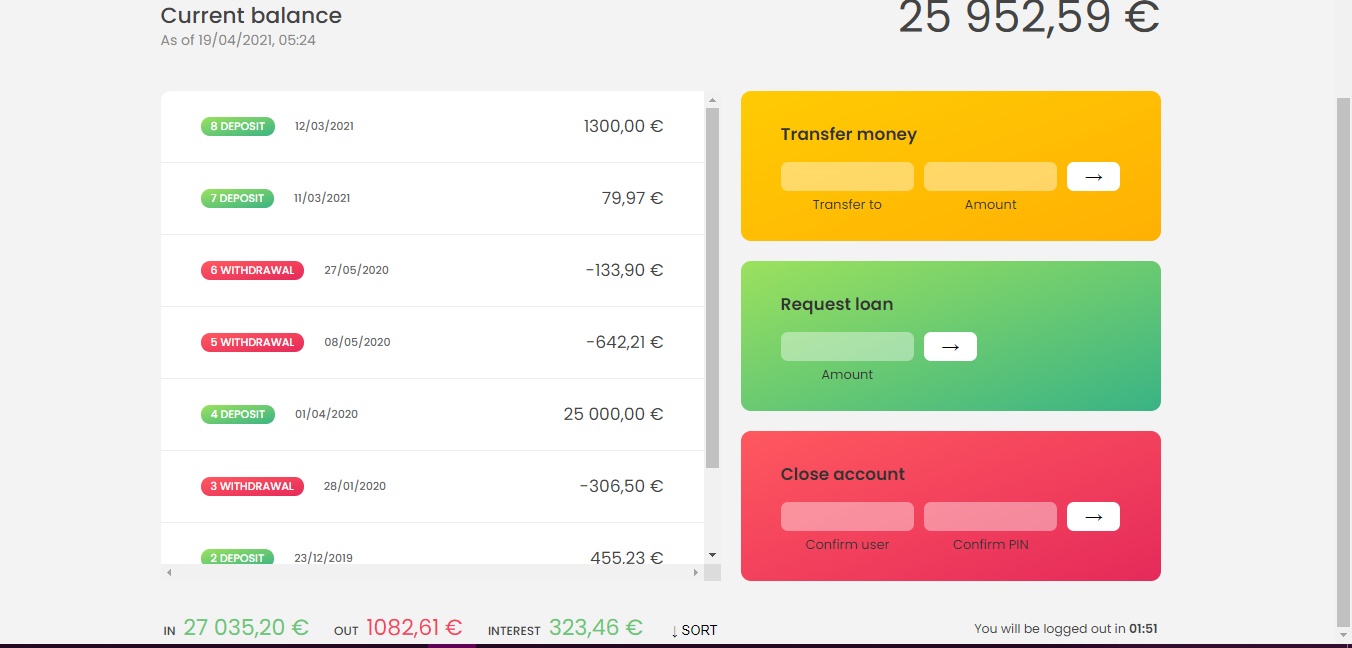 Current balance
25 952,59 €
As of 19/04/2021, 05:24
8 DEPOSIT 12/03/2021 1300,00 €
7 DEPOSIT 11/03/2021 79,97 €
6 WITHDRAWAL 27/05/2020 -133,90 €
5 WITHDRAWAL 08/05/2020 -642,21 €
4 DEPOSIT 01/04/2020 25 000,00 €
3 WITHDRAWAL 28/01/2020 -306,50 €
2 DEPOSIT 23/12/2019 455,23 €
Transfer money
→
Transfer to Amount
Request loan
→
Amount
Close account
→
Confirm user Confirm PIN
IN 27 035,20 € OUT 1082,61 € INTEREST 323,46 € ↓ SORT
You will be logged out in 01:51